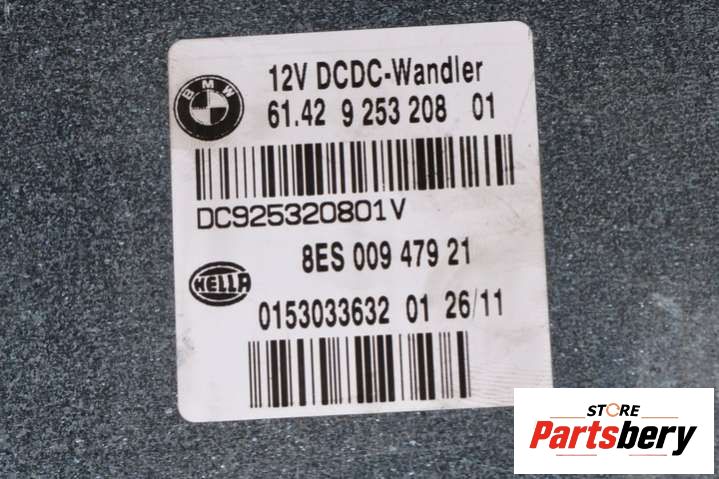 BMW
12V DCDC-Wandler
61.42 9 253 208 01
DC925320801V
8ES 009 479 21
HELLA
0153033632 01 26/11
STORE
Partsbery